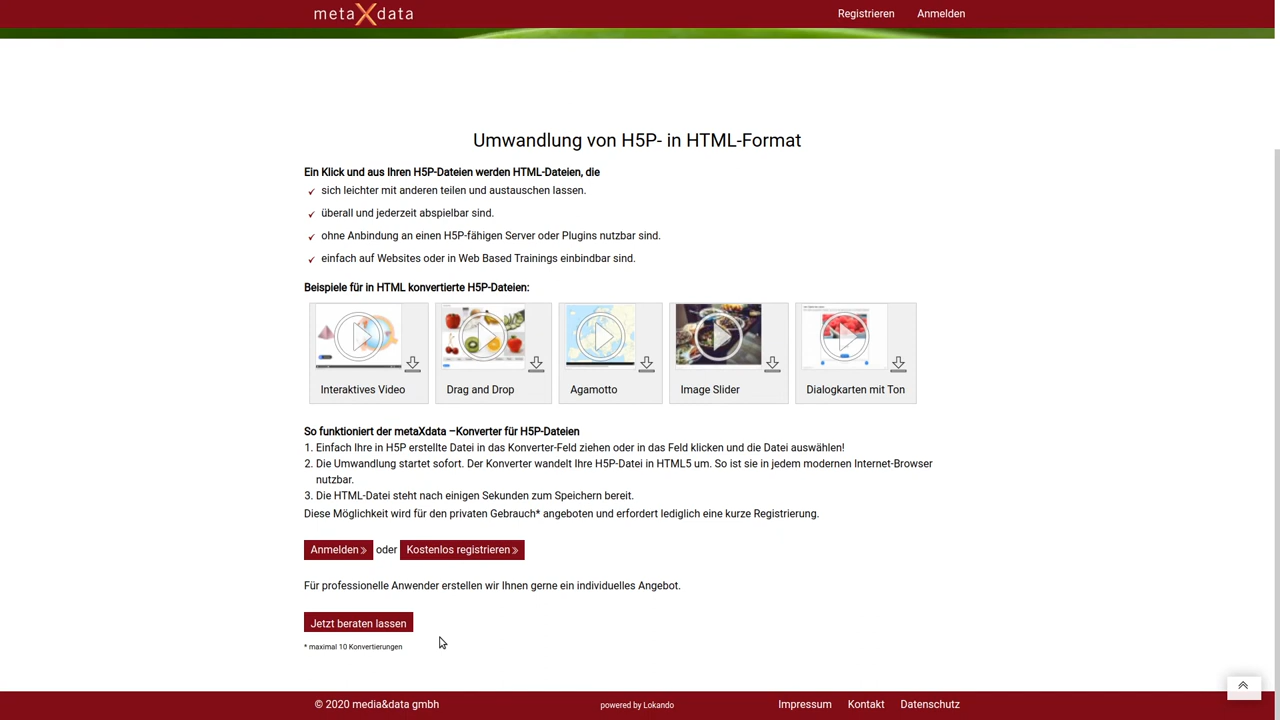 metaXdata
Registrieren
Anmelden
Umwandlung von H5P- in HTML-Format
Ein Klick und aus Ihren H5P-Dateien werden HTML-Dateien, die
sich leichter mit anderen teilen und austauschen lassen.
überall und jederzeit abspielbar sind.
ohne Anbindung an einen H5P-fähigen Server oder Plugins nutzbar sind.
einfach auf Websites oder in Web Based Trainings einbindbar sind.
Beispiele für in HTML konvertierte H5P-Dateien:
Interaktives Video
Drag and Drop
Agamotto
Image Slider
Dialogkarten mit Ton
So funktioniert der metaXdata –Konverter für H5P-Dateien
1. Einfach Ihre in H5P erstellte Datei in das Konverter-Feld ziehen oder in das Feld klicken und die Datei auswählen!
2. Die Umwandlung startet sofort. Der Konverter wandelt Ihre H5P-Datei in HTML5 um. So ist sie in jedem modernen Internet-Browser
nutzbar.
3. Die HTML-Datei steht nach einigen Sekunden zum Speichern bereit.
Diese Möglichkeit wird für den privaten Gebrauch* angeboten und erfordert lediglich eine kurze Registrierung.
Anmelden » oder Kostenlos registrieren »
Für professionelle Anwender erstellen wir Ihnen gerne ein individuelles Angebot.
Jetzt beraten lassen
* maximal 10 Konvertierungen
© 2020 media&data gmbh
powered by Lokando
Impressum
Kontakt
Datenschutz